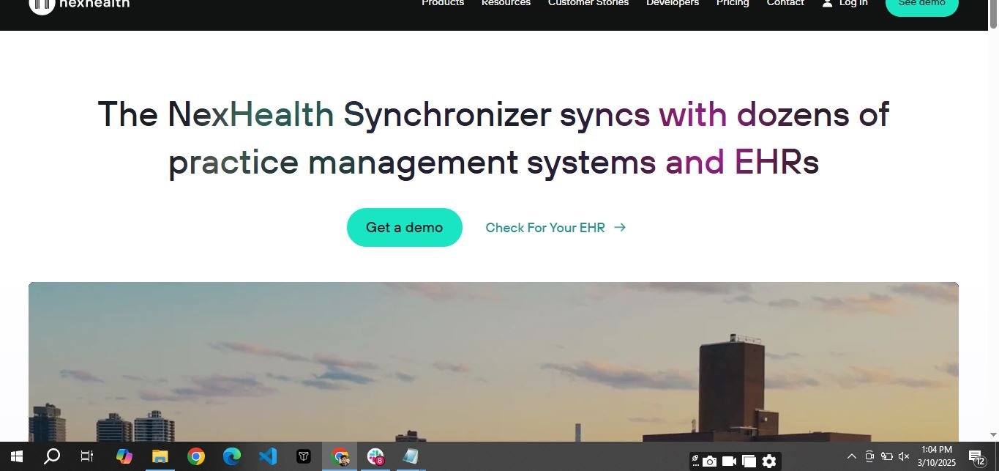 nexhealth
Products Resources Customer Stories Developers Pricing Contact Log In See demo
The NexHealth Synchronizer syncs with dozens of
practice management systems and EHRs
Get a demo Check For Your EHR →
8
1:04 PM
3/10/2025
12